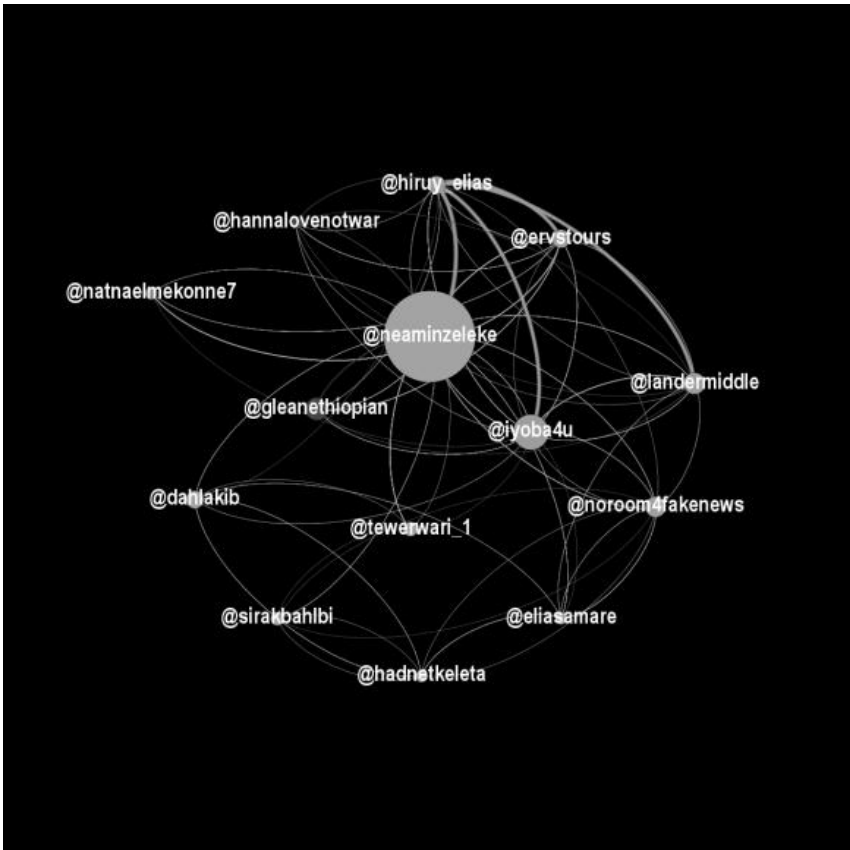 @hiruy_elias
@hannalovenotwar
@ervstours
@natnaelmekonne7
@neaminzeleke
@landermiddle
@gleanethiopian
@iyoba4u
@dahlakib
@noroom4fakenews
@tewerwari_1
@sirakbahlbi
@eliasamare
@hadnetkeleta